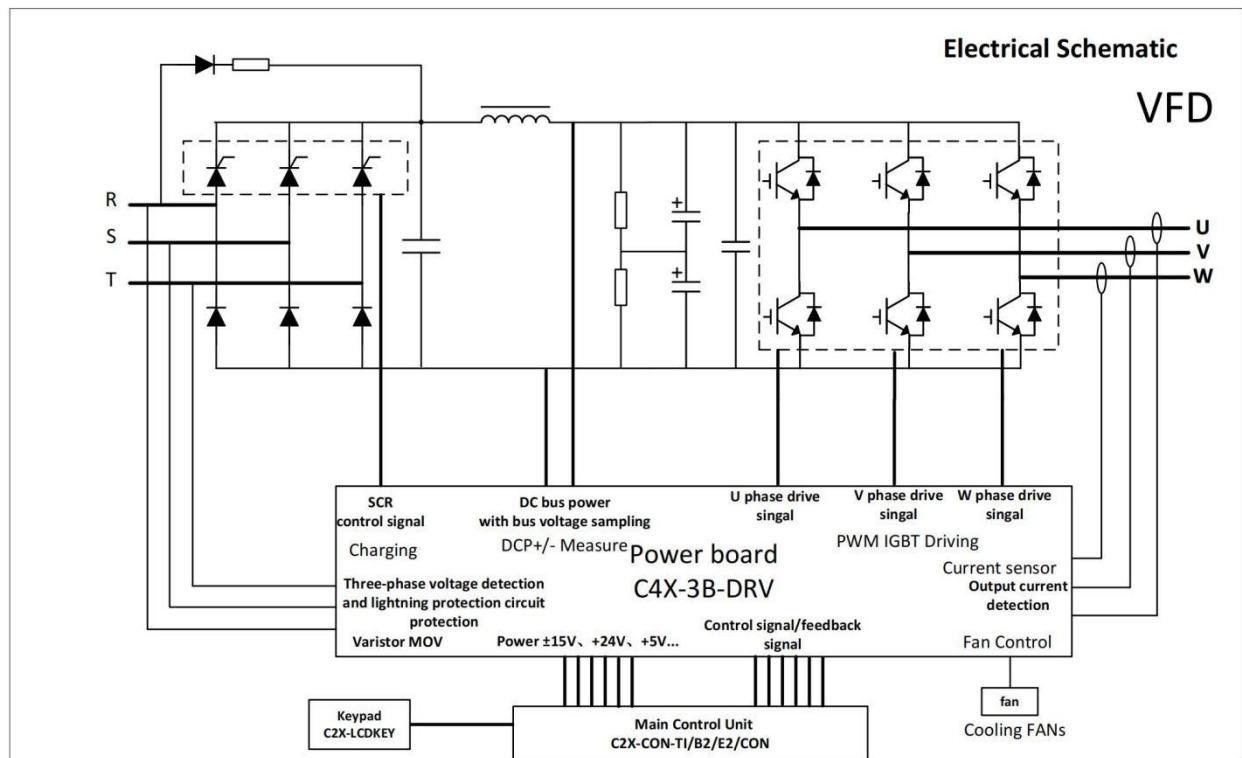 Electrical Schematic
VFD
R
S
T
+
+
U
V
W
SCR
control signal
Charging
DC bus power
with bus voltage sampling
DCP+/- Measure
U phase drive
singal
V phase drive
singal
W phase drive
singal
PWM IGBT Driving
Power board
C4X-3B-DRV
Current sensor
Output current
detection
Three-phase voltage detection
and lightning protection circuit
protection
Varistor MOV
Power ±15V、+24V、+5V...
Control signal/feedback
signal
Fan Control
fan
Cooling FANs
Keypad
C2X-LCDKEY
Main Control Unit
C2X-CON-TI/B2/E2/CON